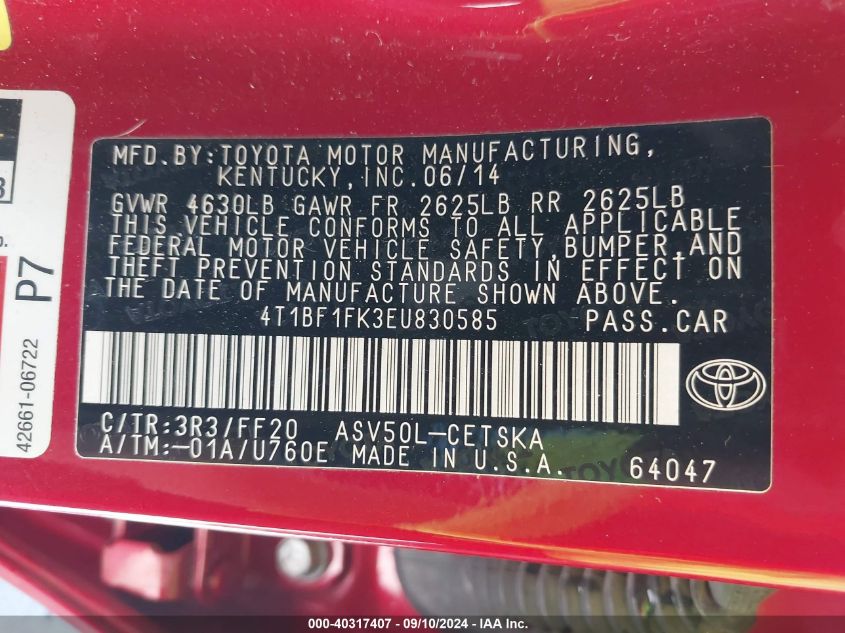 MFD.BY:TOYOTA MOTOR MANUFACTURING,
KENTUCKY,INC.06/14
GVWR 4630LB GAWR FR 2625LB RR 2625LB
THIS VEHICLE CONFORMS TO ALL APPLICABLE
FEDERAL MOTOR VEHICLE SAFETY,BUMPER,AND
THEFT PREVENTION STANDARDS IN EFFECT ON
THE DATE OF MANUFACTURE SHOWN ABOVE.
4T1BF1FK3EU830585 PASS.CAR
C/TR:3R3/FF20 ASV50L-CETSKA
A/TM:-01A/U760E MADE IN U.S.A. 64047
P7
42661-06722
000-40317407 - 09/10/2024 - IAA Inc.